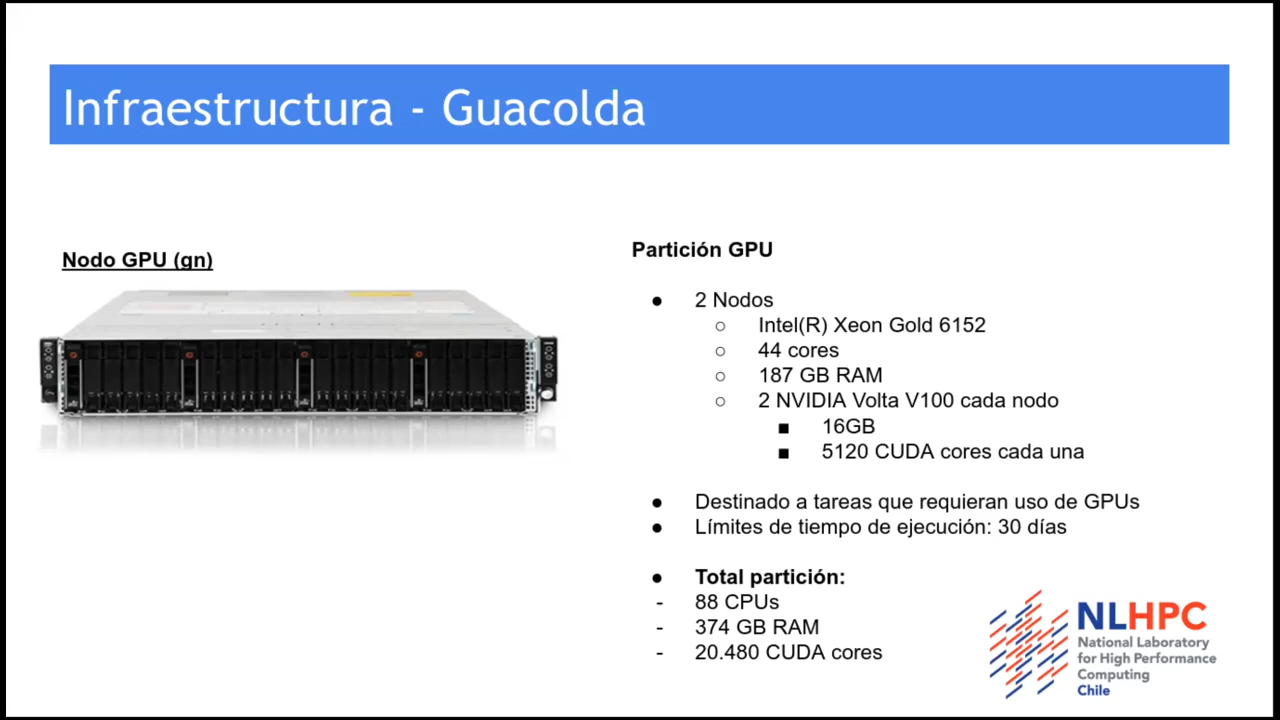 Infraestructura - Guacolda
Nodo GPU (gn)
Partición GPU
● 2 Nodos
○ Intel(R) Xeon Gold 6152
○ 44 cores
○ 187 GB RAM
○ 2 NVIDIA Volta V100 cada nodo
■ 16GB
■ 5120 CUDA cores cada una
● Destinado a tareas que requieran uso de GPUs
● Límites de tiempo de ejecución: 30 días
● Total partición:
- 88 CPUs
- 374 GB RAM
- 20.480 CUDA cores
NLHPC
National Laboratory
for High Performance
Computing
Chile